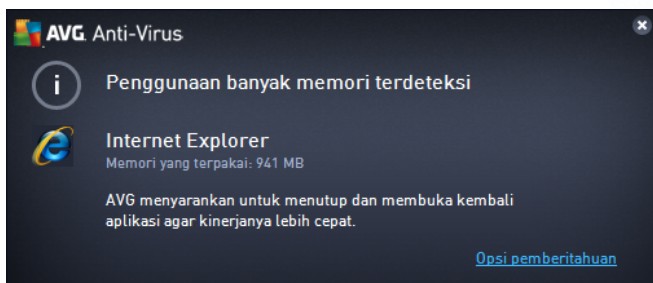 AVG Anti-Virus
Penggunaan banyak memori terdeteksi
Internet Explorer
Memori yang terpakai: 941 MB
AVG menyarankan untuk menutup dan membuka kembali
aplikasi agar kinerjanya lebih cepat.
Opsi pemberitahuan